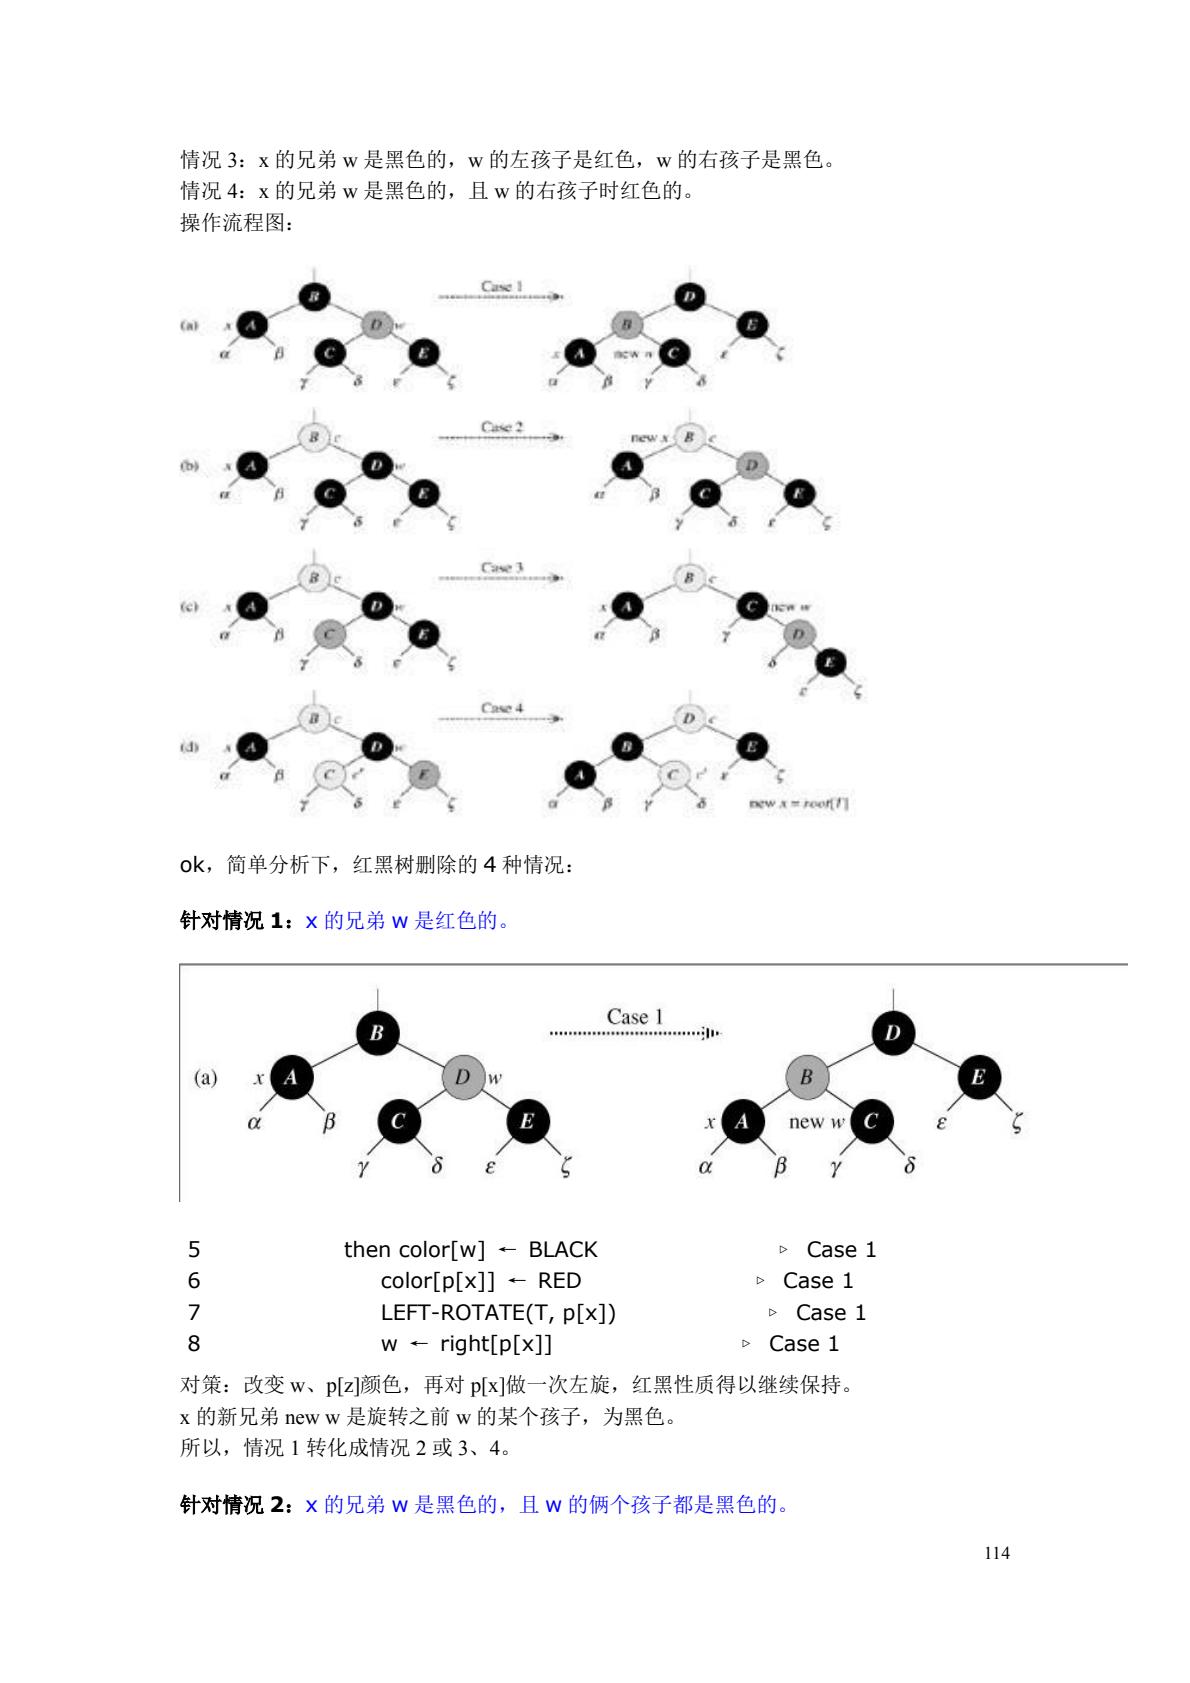 情况 3：x 的兄弟 w 是黑色的，w 的左孩子是红色，w 的右孩子是黑色。
情况 4：x 的兄弟 w 是黑色的，且 w 的右孩子时红色的。
操作流程图：
Case 1
B D
(a) x A D w B E
α β C E x A new w C ε ζ
γ δ ε ζ α β γ δ
Case 2
B c new x B c
(b) x A D w A D
α β C E α β C E
γ δ ε ζ γ δ ε ζ
Case 3
B c B c
(c) x A D w x A C new w
α β C E α β γ D
γ δ ε ζ δ E
ε ζ
Case 4
B c D c
(d) x A D w B E
α β C c′ E A C c′ ε ζ
γ δ ε ζ α β γ δ new x = root[T]
ok，简单分析下，红黑树删除的 4 种情况：
针对情况 1：x 的兄弟 w 是红色的。
Case 1
B D
(a) x A D w B E
α β C E x A new w C ε ζ
γ δ ε ζ α β γ δ
5 then color[w] ← BLACK ▹ Case 1
6 color[p[x]] ← RED ▹ Case 1
7 LEFT-ROTATE(T, p[x]) ▹ Case 1
8 w ← right[p[x]] ▹ Case 1
对策：改变 w、p[z]颜色，再对 p[x]做一次左旋，红黑性质得以继续保持。
x 的新兄弟 new w 是旋转之前 w 的某个孩子，为黑色。
所以，情况 1 转化成情况 2 或 3、4。
针对情况 2：x 的兄弟 w 是黑色的，且 w 的俩个孩子都是黑色的。
114